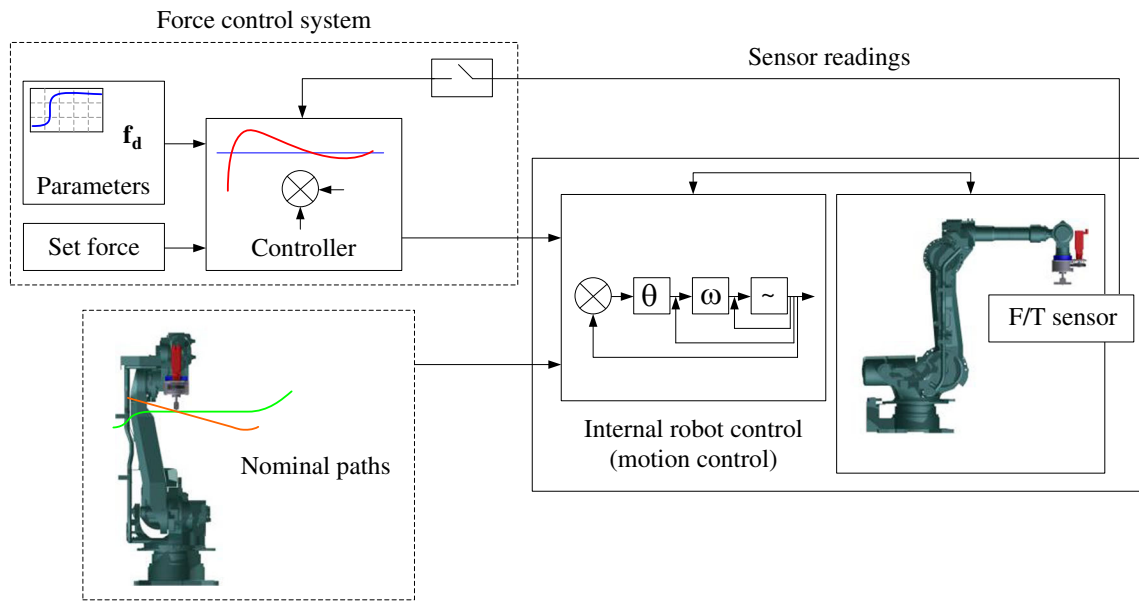 Force control system
Sensor readings
f_d
Parameters
Set force
Controller
θ
ω
~
F/T sensor
Internal robot control
(motion control)
Nominal paths